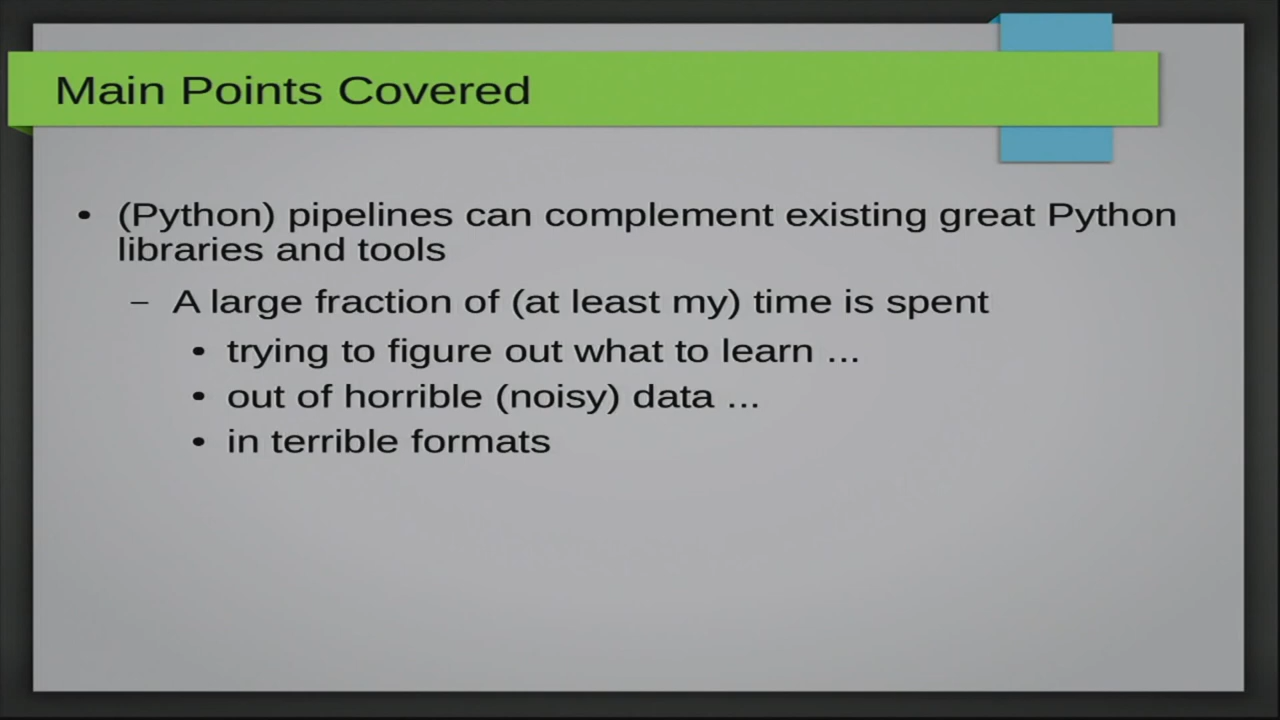 Main Points Covered
• (Python) pipelines can complement existing great Python
libraries and tools
– A large fraction of (at least my) time is spent
• trying to figure out what to learn ...
• out of horrible (noisy) data ...
• in terrible formats